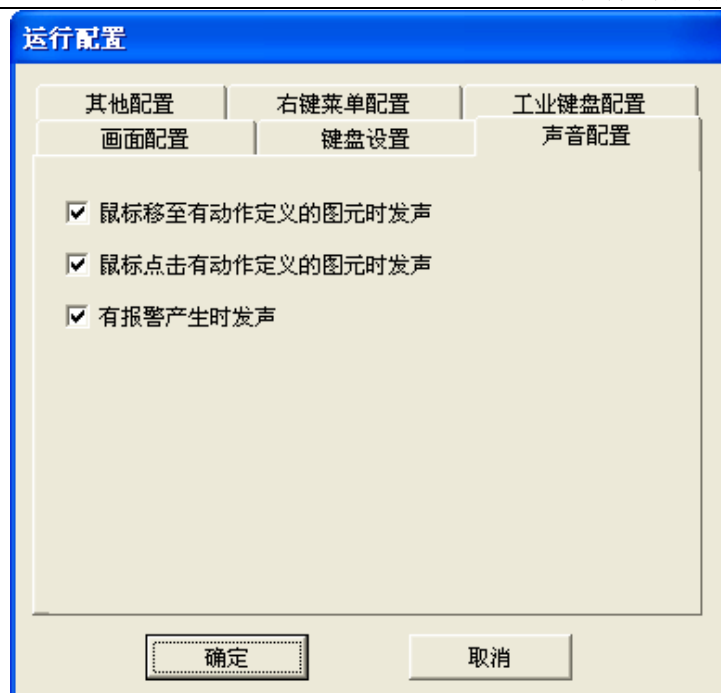 运行配置
其他配置 右键菜单配置 工业键盘配置
画面配置 键盘设置 声音配置
鼠标移至有动作定义的图元时发声
鼠标点击有动作定义的图元时发声
有报警产生时发声
确定 取消